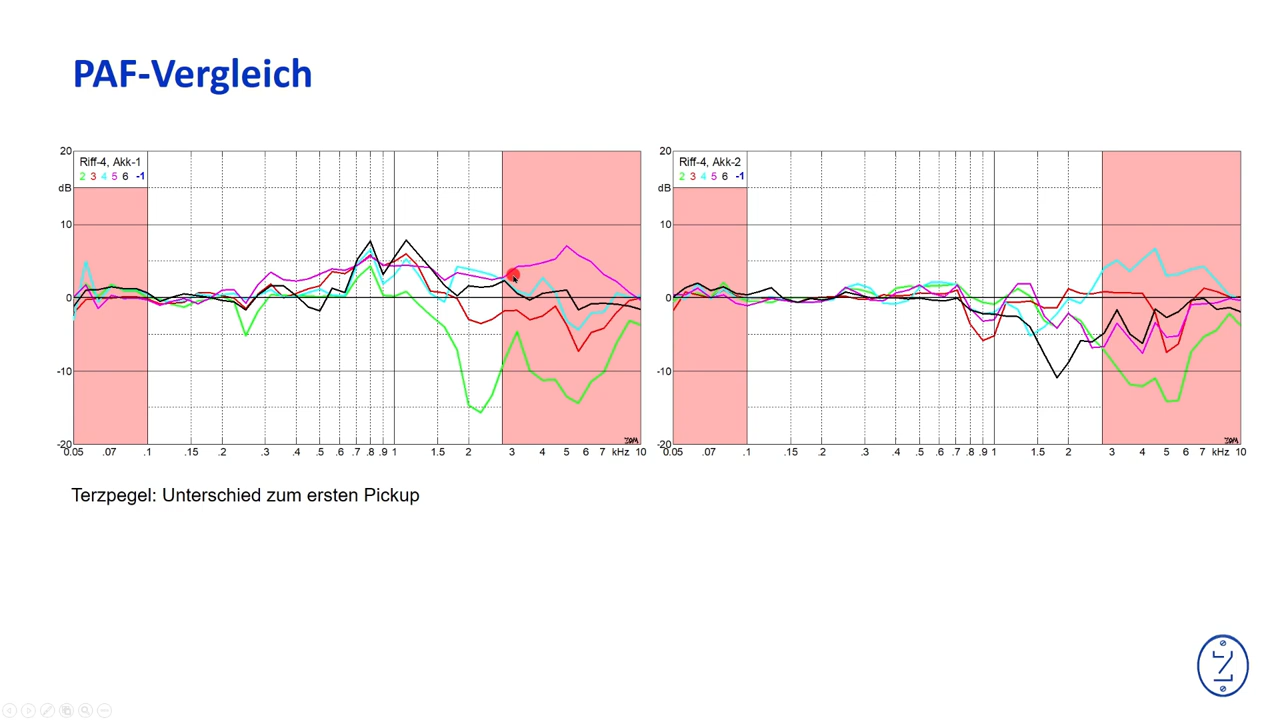 PAF-Vergleich
20
Riff-4, Akk-1
2 3 4 5 6 -1
dB
10
0
-10
-20
0.05 .07 .1 .15 .2 .3 .4 .5 .6 .7 .8 .9 1 1.5 2 3 4 5 6 7 kHz 10
20
Riff-4, Akk-2
2 3 4 5 6 -1
dB
10
0
-10
-20
0.05 .07 .1 .15 .2 .3 .4 .5 .6 .7 .8 .9 1 1.5 2 3 4 5 6 7 kHz 10
Terzpegel: Unterschied zum ersten Pickup